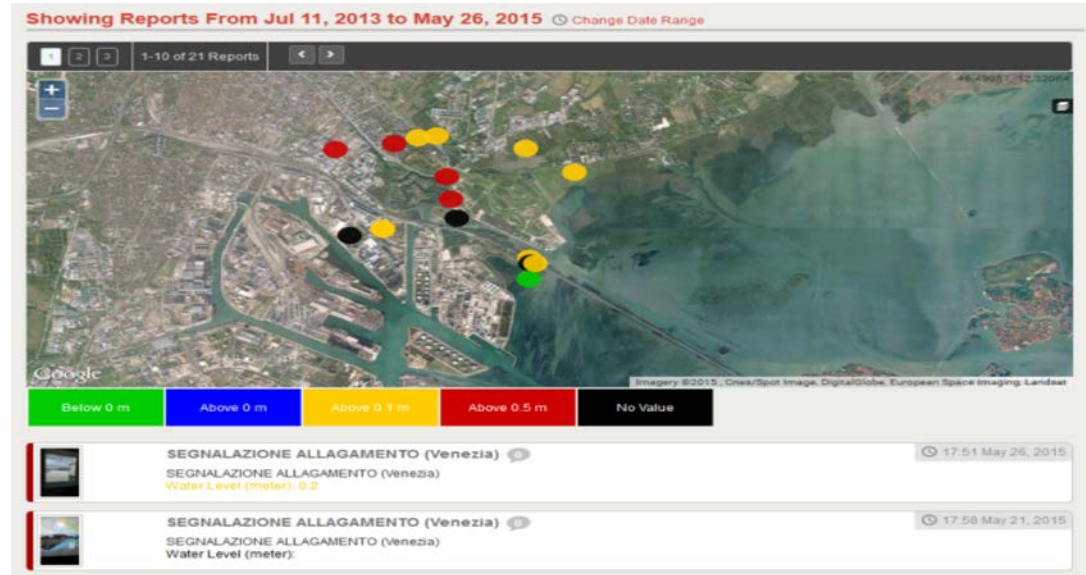 Showing Reports From Jul 11, 2013 to May 26, 2015 Change Date Range
1 2 3 1-10 of 21 Reports < >
+
−
Google
Imagery ©2015 , Cnes/Spot Image, DigitalGlobe, European Space Imaging, Landsat
Below 0 m Above 0 m Above 0.1 m Above 0.5 m No Value
SEGNALAZIONE ALLAGAMENTO (Venezia) 0 17:51 May 26, 2015
SEGNALAZIONE ALLAGAMENTO (Venezia)
Water Level (meter): 0.2
SEGNALAZIONE ALLAGAMENTO (Venezia) 0 17:58 May 21, 2015
SEGNALAZIONE ALLAGAMENTO (Venezia)
Water Level (meter):